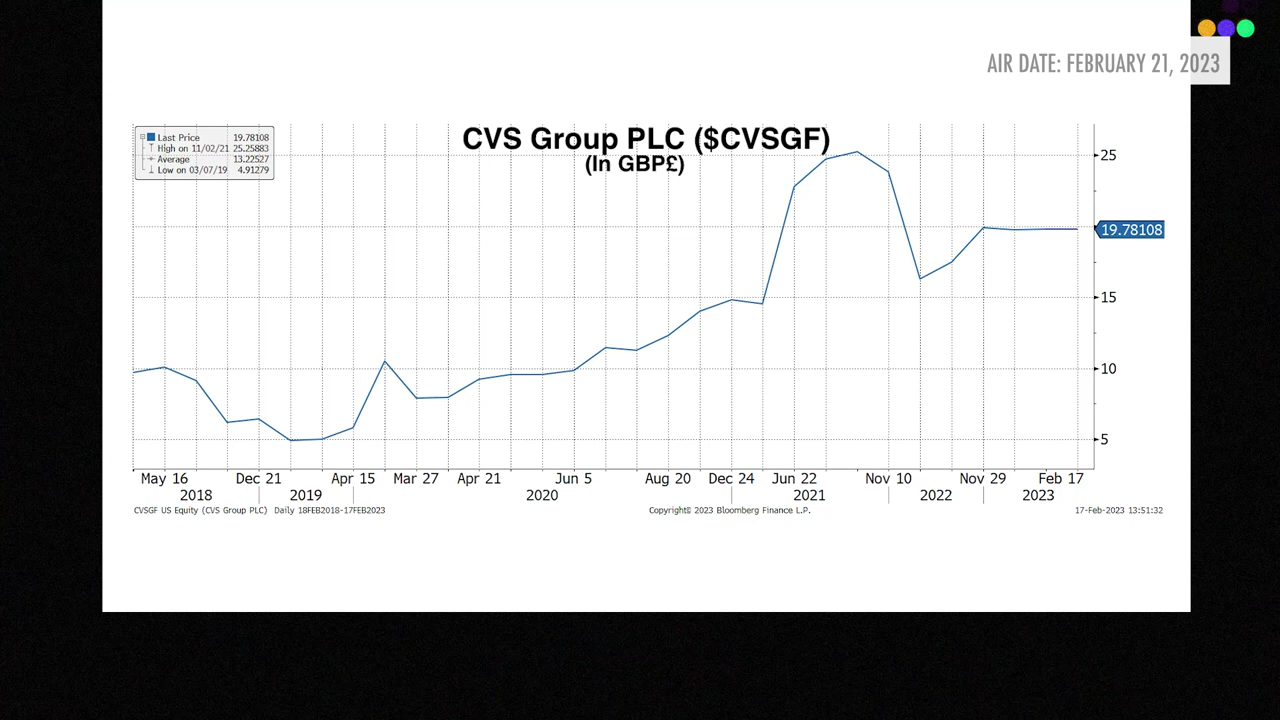 AIR DATE: FEBRUARY 21, 2023
CVS Group PLC ($CVSGF)
(In GBP£)
Last Price 19.78108
High on 11/02/21 25.25883
Average 13.22527
Low on 03/07/19 4.91279
25
19.78108
15
10
5
May 16 Dec 21 Apr 15 Mar 27 Apr 21 Jun 5 Aug 20 Dec 24 Jun 22 Nov 10 Nov 29 Feb 17
2018 2019 2020 2021 2022 2023
CVSGF US Equity (CVS Group PLC) Daily 18FEB2018-17FEB2023 Copyright© 2023 Bloomberg Finance L.P. 17-Feb-2023 13:51:32